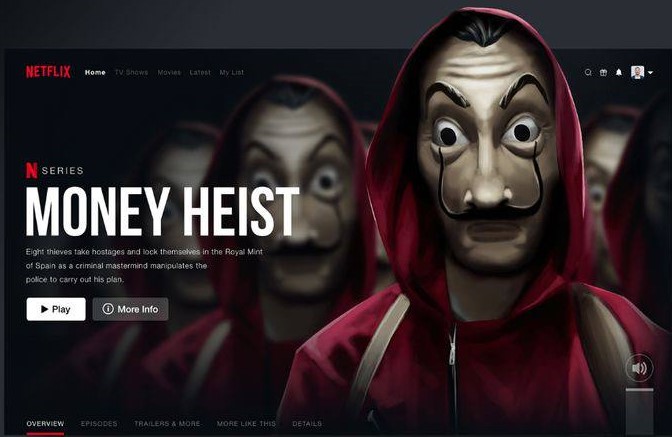 NETFLIX Home TV Shows Movies Latest My List
N SERIES
MONEY HEIST
Eight thieves take hostages and lock themselves in the Royal Mint
of Spain as a criminal mastermind manipulates the
police to carry out his plan.
Play More Info
OVERVIEW EPISODES TRAILERS & MORE MORE LIKE THIS DETAILS